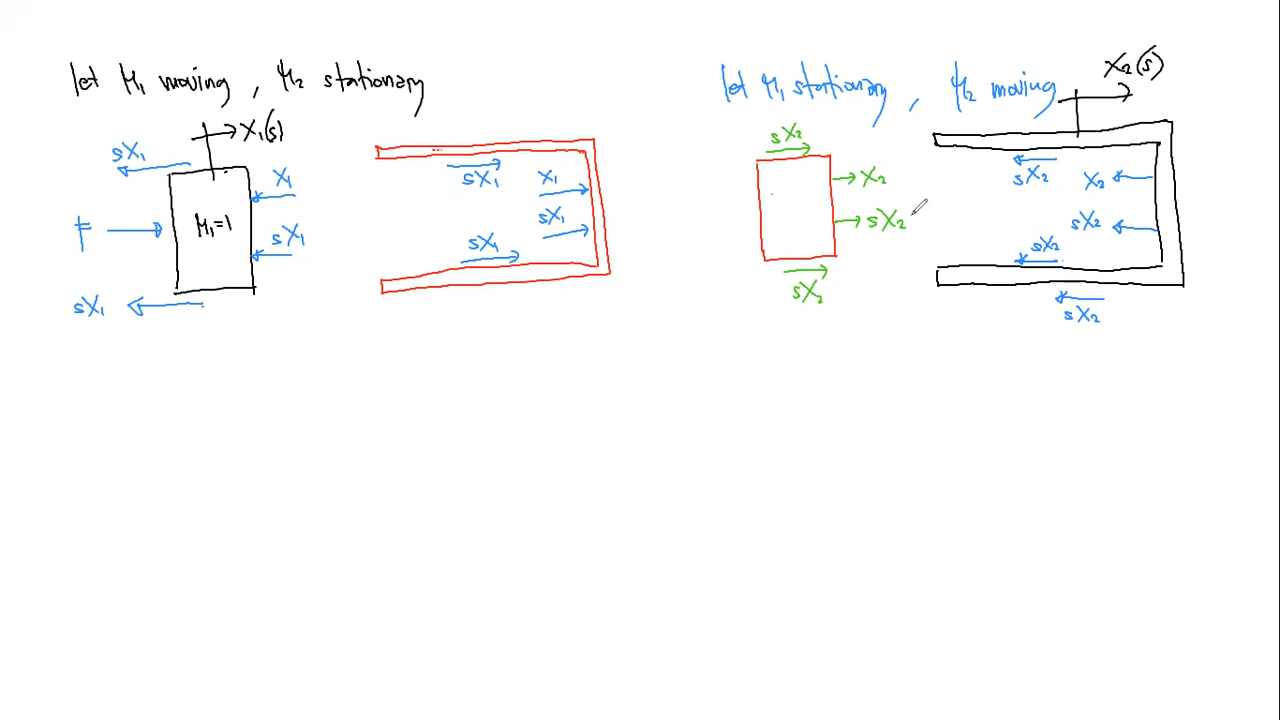 let M₁ moving , M₂ stationary
X₁(s)
sX₁
X₁
F
M₁=1
sX₁
sX₁
sX₁
X₁
sX₁
sX₁
let M₁ stationary , M₂ moving
X₂(s)
sX₂
X₂
sX₂
sX₂
sX₂
X₂
sX₂
sX₂
sX₂